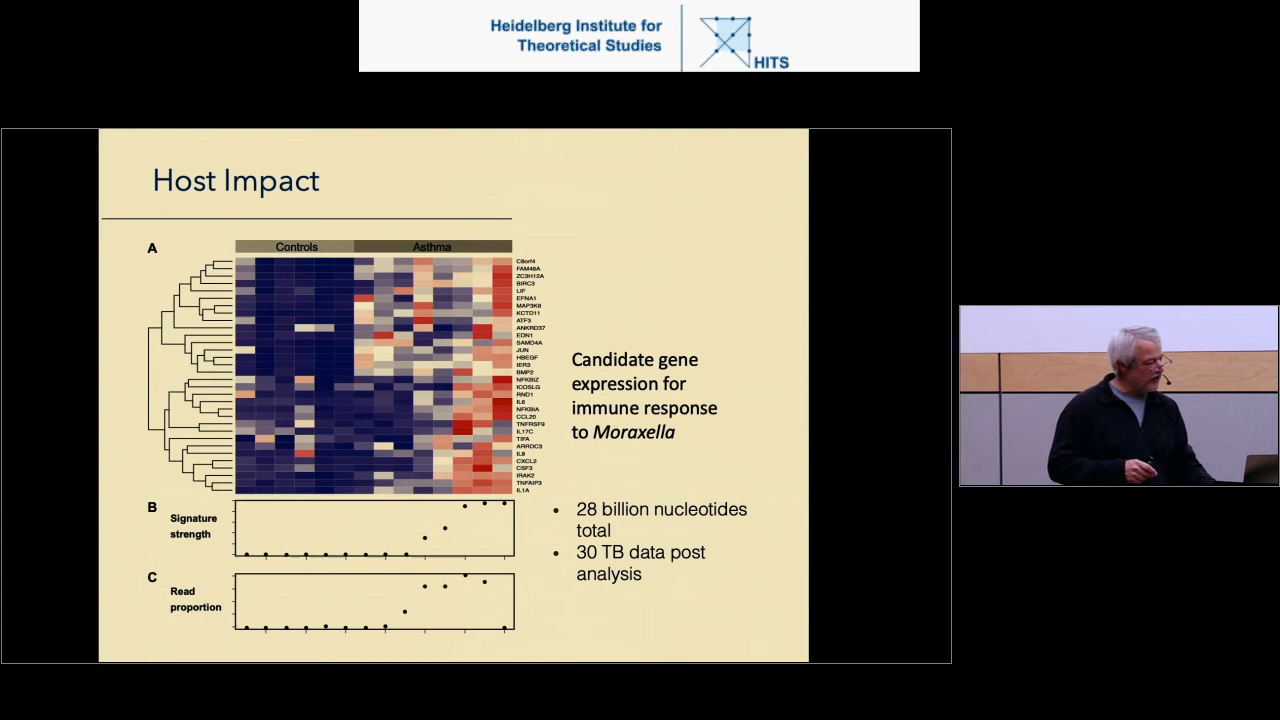 Heidelberg Institute for
Theoretical Studies
HITS
Host Impact
A
Controls
Asthma
C8orf4
FAM46A
ZC3H12A
BIRC3
LIF
EFNA1
MAP3K8
KCTD11
ATF3
ANKRD37
EDN1
SAMD4A
JUN
HBEGF
IER3
BMP2
NFKBIZ
ICOSLG
RND1
IL6
NFKBIA
CCL20
TNFRSF9
IL17C
TIFA
ARRDC3
IL8
CXCL2
CSF3
IRAK2
TNFAIP3
IL1A
Candidate gene
expression for
immune response
to Moraxella
B
Signature
strength
C
Read
proportion
• 28 billion nucleotides
total
• 30 TB data post
analysis